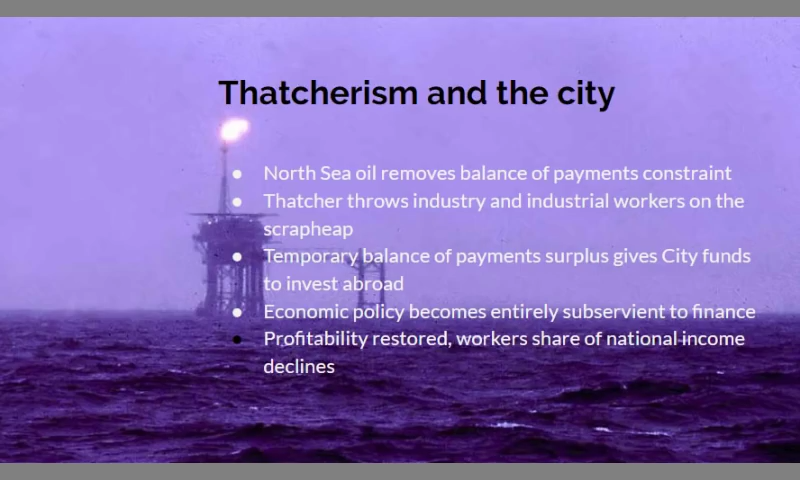 Thatcherism and the city
● North Sea oil removes balance of payments constraint
● Thatcher throws industry and industrial workers on the
scrapheap
● Temporary balance of payments surplus gives City funds
to invest abroad
● Economic policy becomes entirely subservient to finance
● Profitability restored, workers share of national income
declines